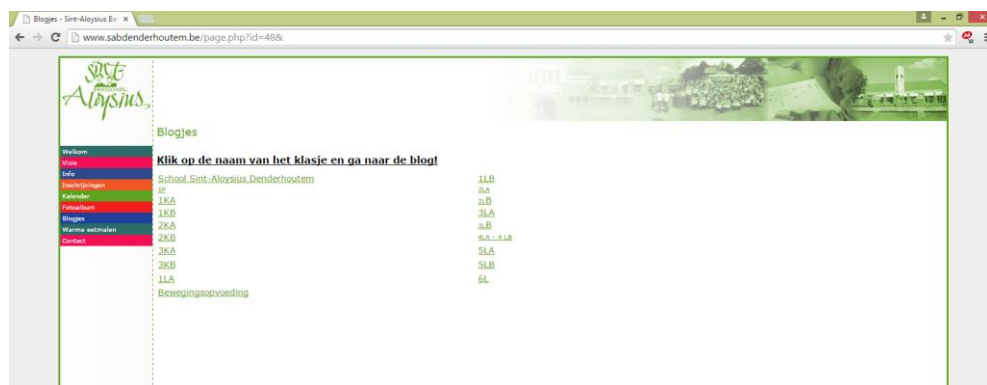 Blogjes - Sint-Aloysius Ba
www.sabdenderhoutem.be/page.php?id=48&
Sint-
Aloysius
Blogjes
Klik op de naam van het klasje en ga naar de blog!
Welkom
Visie
Info
Inschrijvingen
Kalender
Fotoalbum
Blogjes
Warme eetmalen
Contact
School Sint-Aloysius Denderhoutem
1P
1KA
1KB
2KA
2KB
3KA
3KB
1LA
Bewegingsopvoeding
1LB
2LA
2LB
3LA
3LB
4LA - 4 LB
5LA
5LB
6L